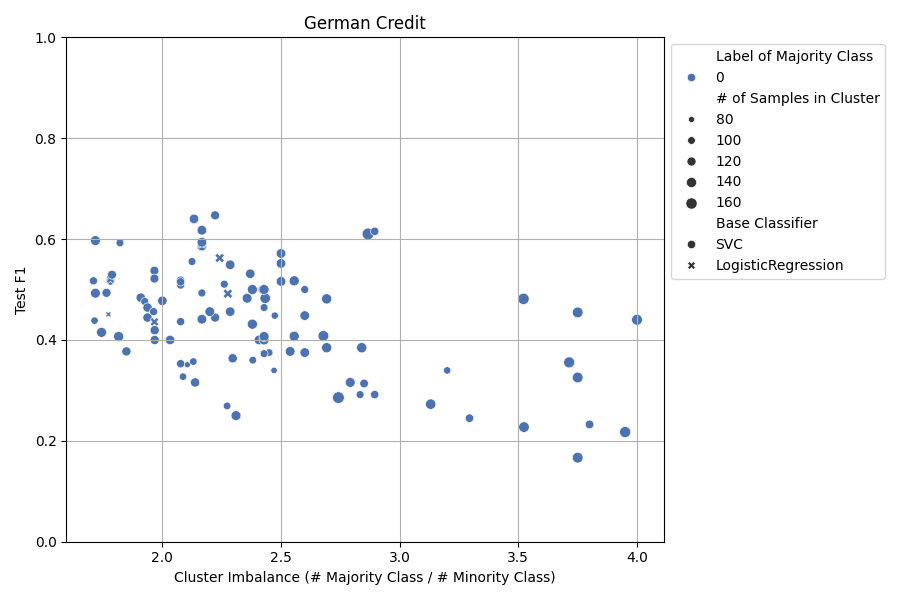 German Credit
1.0
0.8
0.6
0.4
0.2
0.0
Test F1
2.0 2.5 3.0 3.5 4.0
Cluster Imbalance (# Majority Class / # Minority Class)
Label of Majority Class
0
# of Samples in Cluster
80
100
120
140
160
Base Classifier
SVC
LogisticRegression